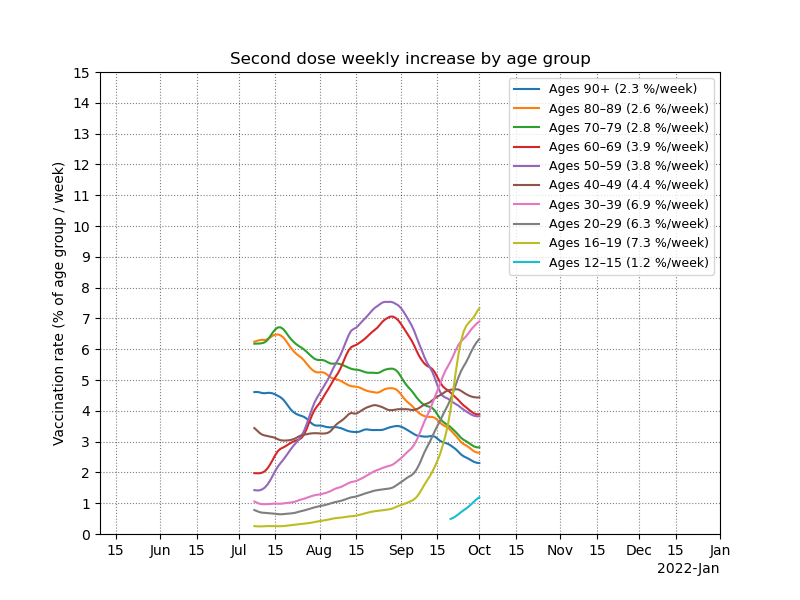 Second dose weekly increase by age group
Vaccination rate (% of age group / week)
15
14
13
12
11
10
9
8
7
6
5
4
3
2
1
0
Ages 90+ (2.3 %/week)
Ages 80–89 (2.6 %/week)
Ages 70–79 (2.8 %/week)
Ages 60–69 (3.9 %/week)
Ages 50–59 (3.8 %/week)
Ages 40–49 (4.4 %/week)
Ages 30–39 (6.9 %/week)
Ages 20–29 (6.3 %/week)
Ages 16–19 (7.3 %/week)
Ages 12–15 (1.2 %/week)
15 Jun 15 Jul 15 Aug 15 Sep 15 Oct 15 Nov 15 Dec 15 Jan
2022-Jan